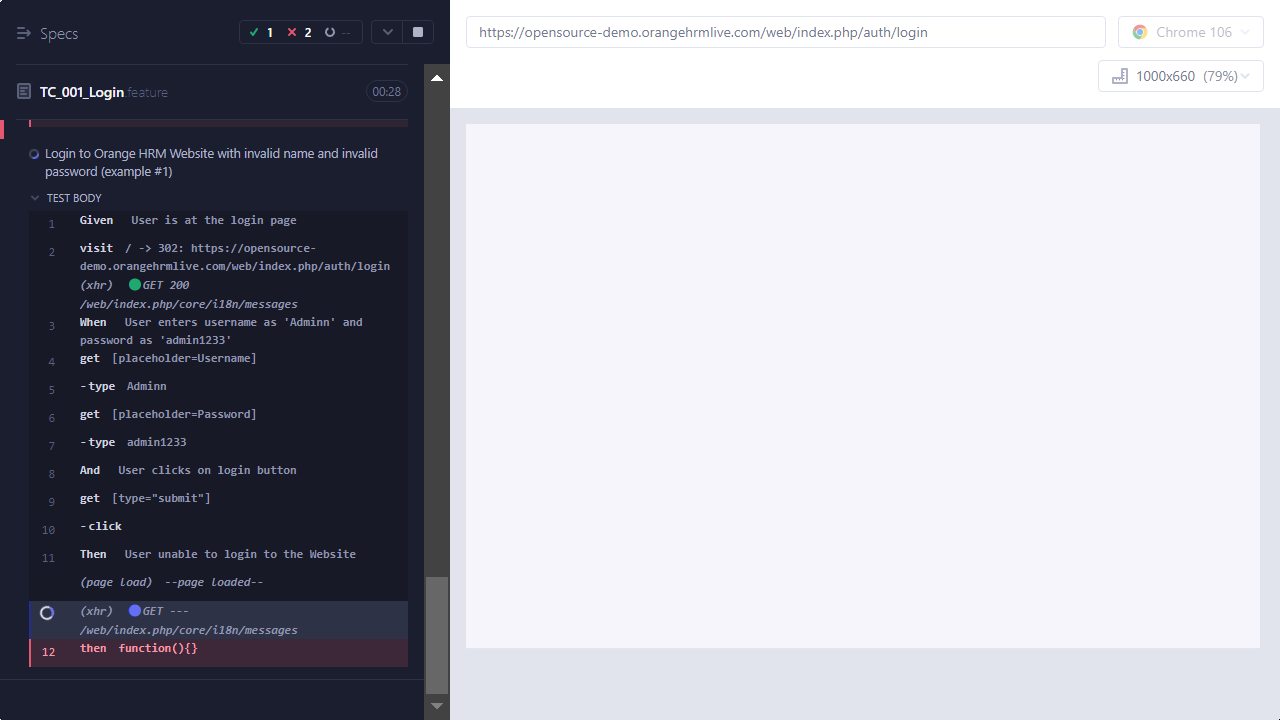 Specs
1
2
--
https://opensource-demo.orangehrmlive.com/web/index.php/auth/login
Chrome 106
1000x660 (79%)
TC_001_Login.feature
00:28
Login to Orange HRM Website with invalid name and invalid
password (example #1)
TEST BODY
1 Given User is at the login page
2 visit / -> 302: https://opensource-
demo.orangehrmlive.com/web/index.php/auth/login
(xhr) GET 200
/web/index.php/core/i18n/messages
3 When User enters username as 'Adminn' and
password as 'admin1233'
4 get [placeholder=Username]
5 -type Adminn
6 get [placeholder=Password]
7 -type admin1233
8 And User clicks on login button
9 get [type="submit"]
10 -click
11 Then User unable to login to the Website
(page load) --page loaded--
(xhr) GET ---
/web/index.php/core/i18n/messages
12 then function(){}